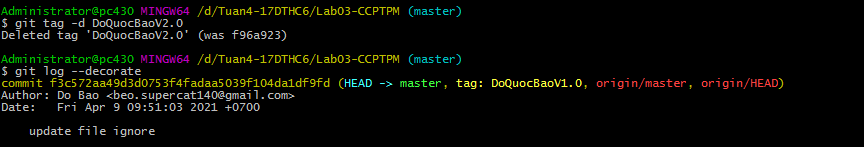 Administrator@pc430 MINGW64 /d/Tuan4-17DTHC6/Lab03-CCPTPM (master)
$ git tag -d DoQuocBaoV2.0
Deleted tag 'DoQuocBaoV2.0' (was f96a923)
Administrator@pc430 MINGW64 /d/Tuan4-17DTHC6/Lab03-CCPTPM (master)
$ git log --decorate
commit f3c572aa49d3d0753f4fadaa5039f104da1df9fd (HEAD -> master, tag: DoQuocBaoV1.0, origin/master, origin/HEAD)
Author: Do Bao <beo.supercat140@gmail.com>
Date:   Fri Apr 9 09:51:03 2021 +0700
    update file ignore